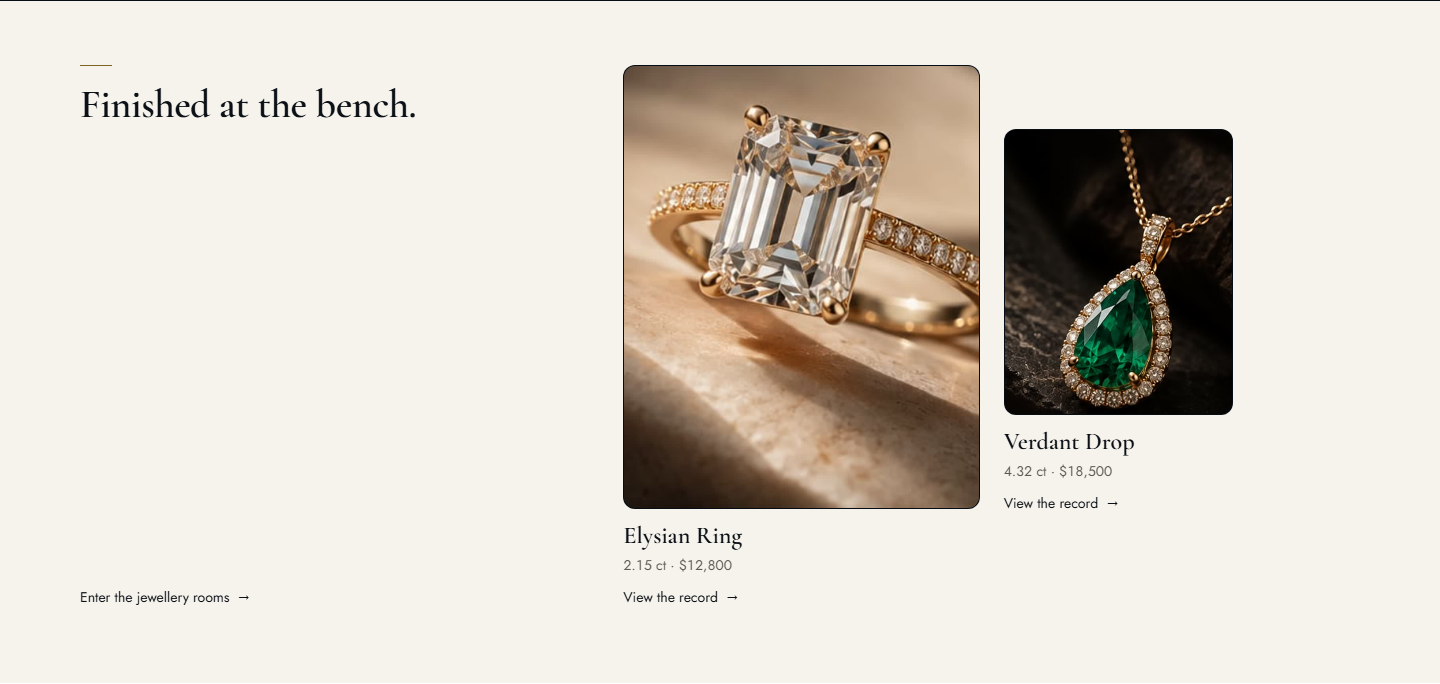 Finished at the bench.
Enter the jewellery rooms →
Elysian Ring
2.15 ct · $12,800
View the record →
Verdant Drop
4.32 ct · $18,500
View the record →